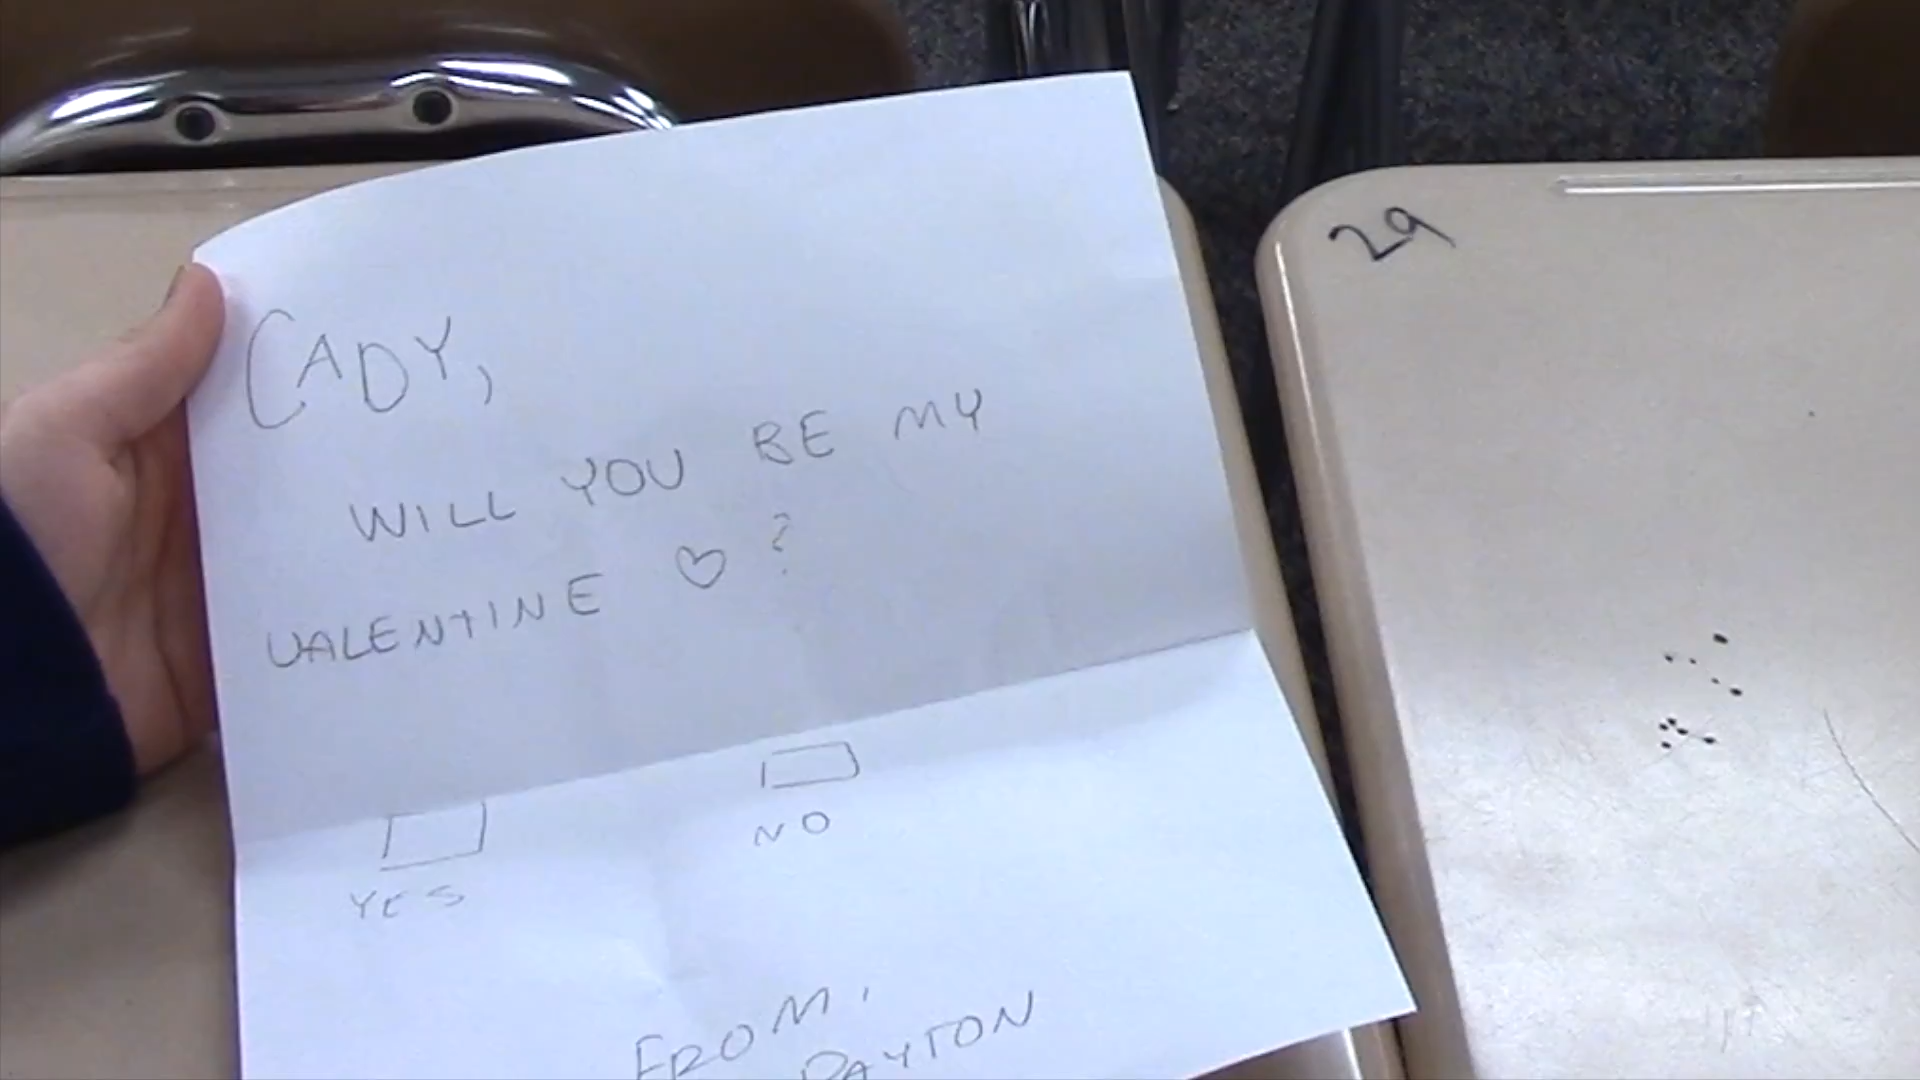 CADY,
WILL YOU BE MY
VALENTINE ♡ ?
NO
YES
FROM,
PAYTON
29